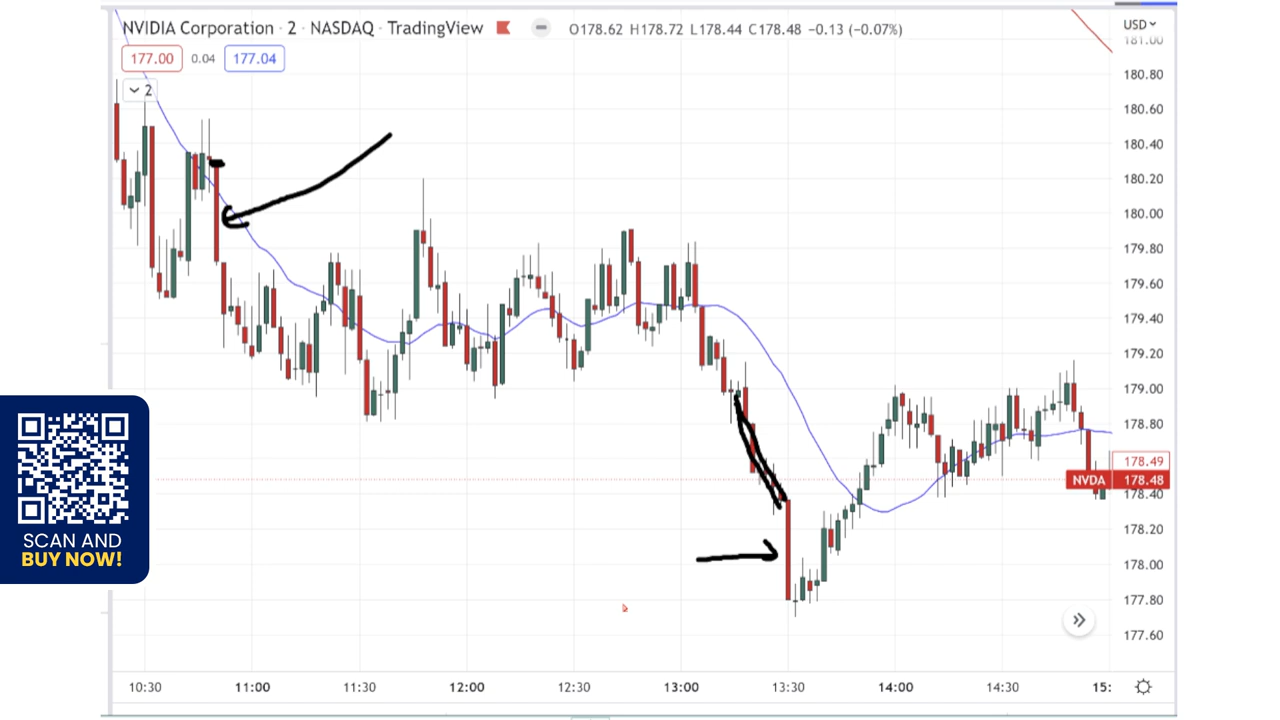 NVIDIA Corporation · 2 · NASDAQ · TradingView O178.62 H178.72 L178.44 C178.48 −0.13 (−0.07%)
USD
177.00 0.04 177.04
2
181.00
180.80
180.60
180.40
180.20
180.00
179.80
179.60
179.40
179.20
179.00
178.80
178.49
NVDA 178.48
178.40
178.20
178.00
177.80
177.60
SCAN AND
BUY NOW!
10:30 11:00 11:30 12:00 12:30 13:00 13:30 14:00 14:30 15: